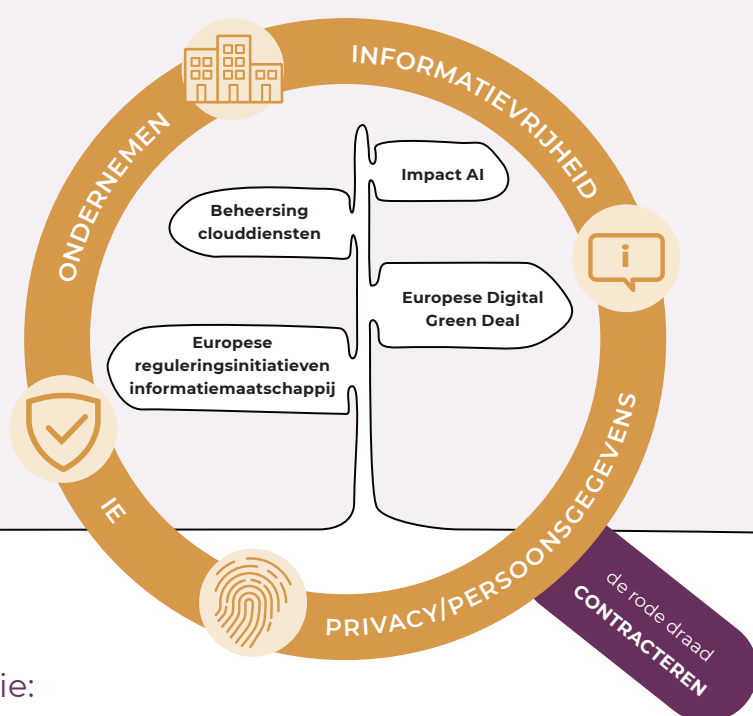 ONDERNEMEN
INFORMATIEVRIJHEID
Impact AI
Beheersing
clouddiensten
i
Europese Digital
Green Deal
Europese
reguleringsinitiatieven
informatiemaatschappij
IE
PRIVACY/PERSOONSGEGEVENS
de rode draad
CONTRACTEREN
ie: